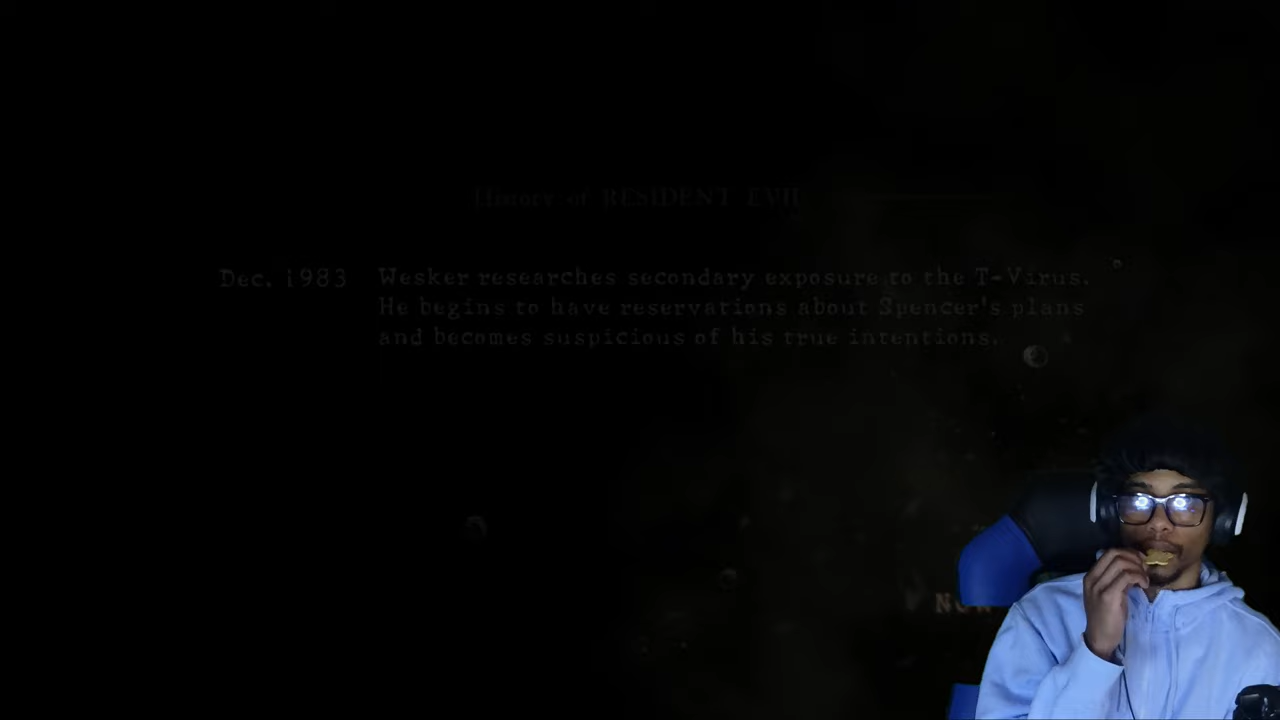 History of RESIDENT EVIL
Dec. 1983 Wesker researches secondary exposure to the T-Virus.
He begins to have reservations about Spencer's plans
and becomes suspicious of his true intentions.